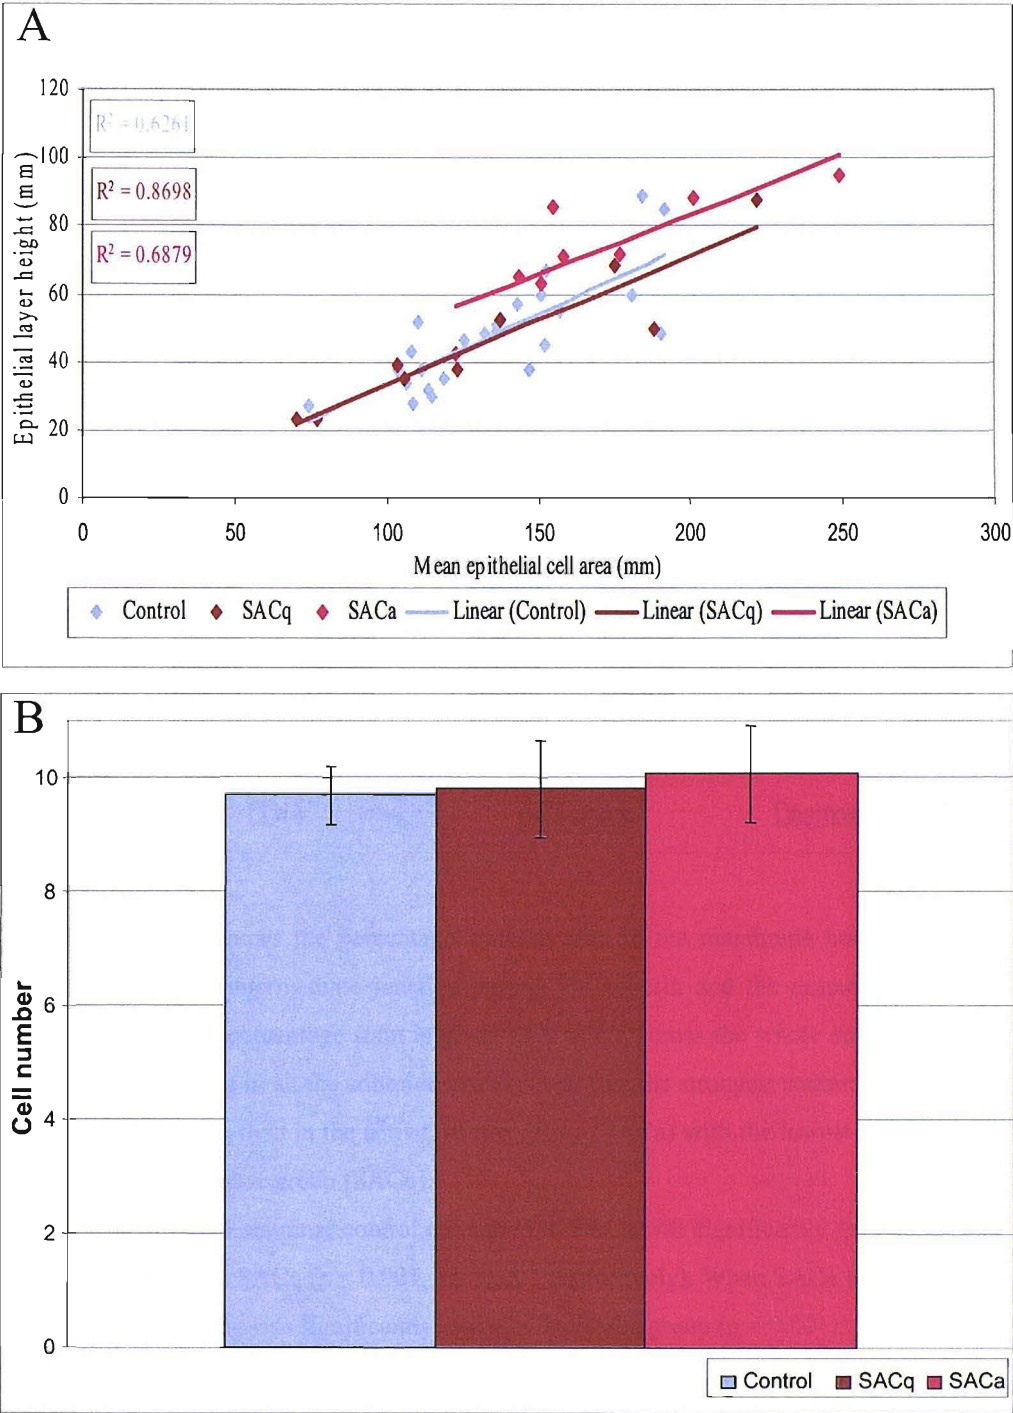 A
120
100
80
60
40
20
0
R² = 0.6261
R² = 0.8698
R² = 0.6879
Epithelial layer height (mm)
0 50 100 150 200 250 300
Mean epithelial cell area (mm)
Control SACq SACa Linear (Control) Linear (SACq) Linear (SACa)
B
10
8
6
4
2
0
Cell number
Control SACq SACa